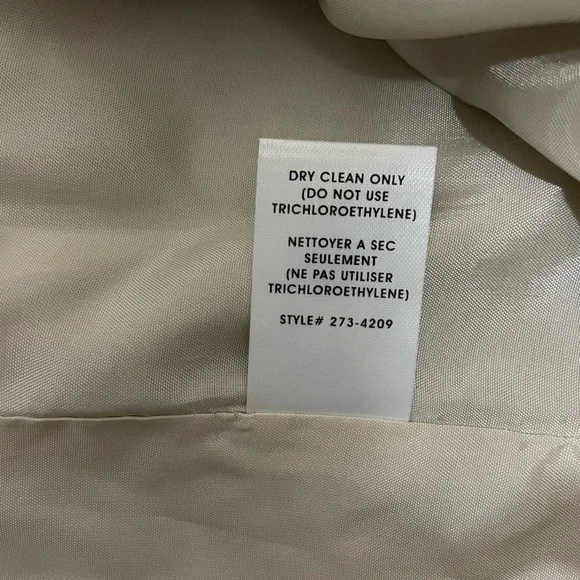 DRY CLEAN ONLY
(DO NOT USE
TRICHLOROETHYLENE)
NETTOYER A SEC
SEULEMENT
(NE PAS UTILISER
TRICHLOROETHYLENE)
STYLE# 273-4209